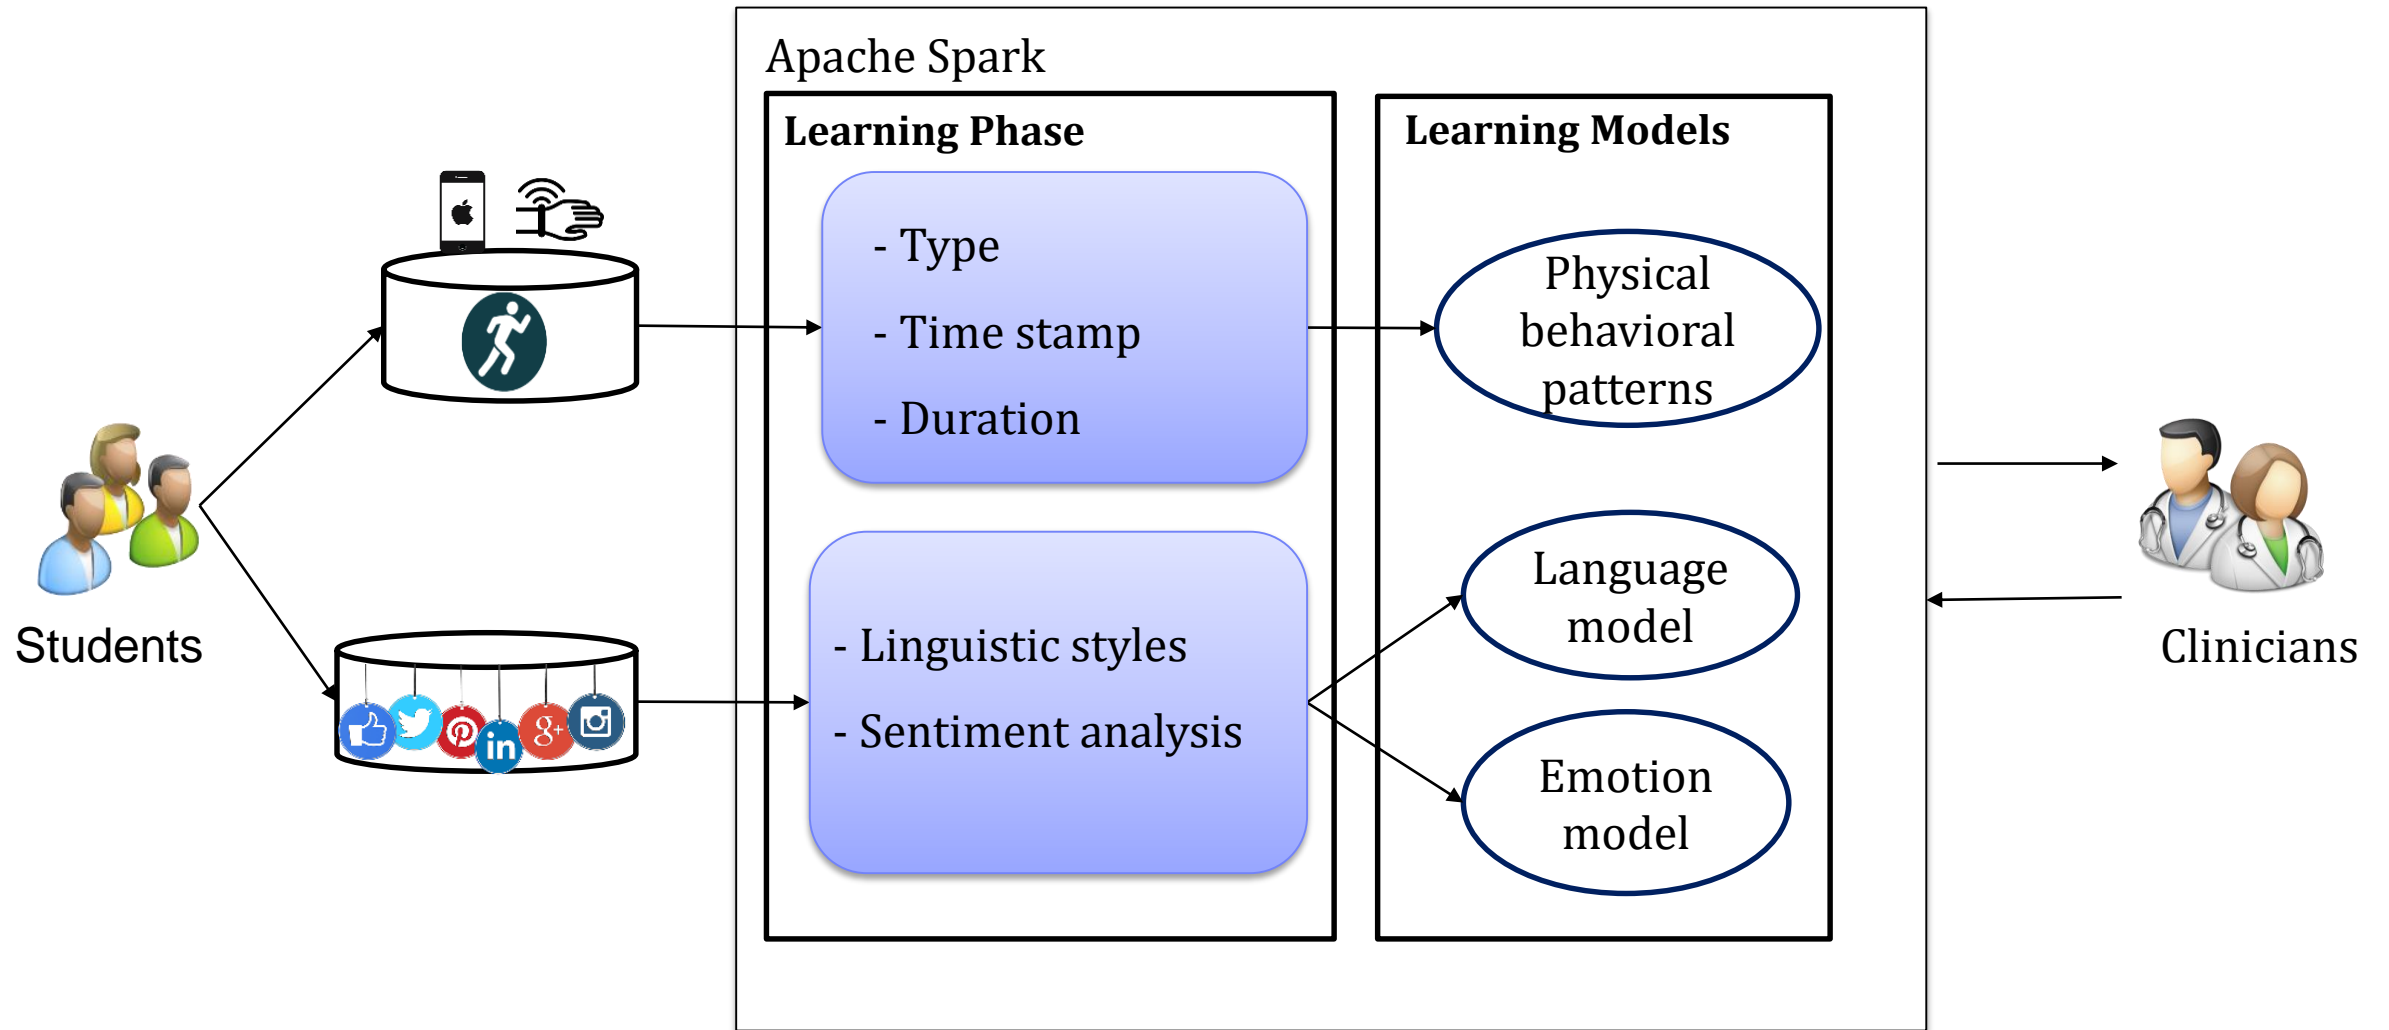 Apache Spark
Learning Phase
- Type
- Time stamp
- Duration
- Linguistic styles
- Sentiment analysis
Learning Models
Physical
behavioral
patterns
Language
model
Emotion
model
Students
in
g+
Clinicians